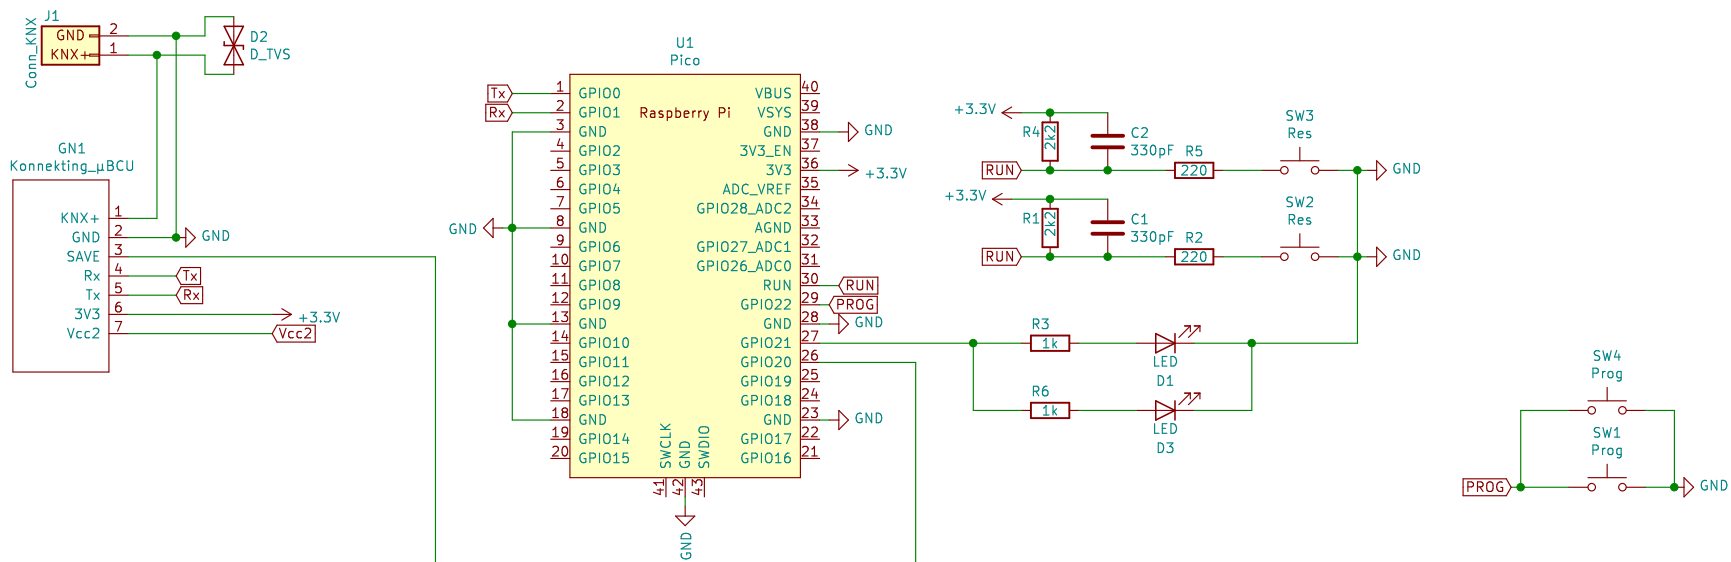 J1
Conn_KNX
GND 2
KNX+ 1
D2
D_TVS
GN1
Konnekting_µBCU
KNX+ 1
GND 2
SAVE 3
Rx 4
Tx 5
3V3 6
Vcc2 7
GND
Tx
Rx
+3.3V
Vcc2
U1
Pico
Raspberry Pi
Tx
Rx
GND
1 GPIO0
2 GPIO1
3 GND
4 GPIO2
5 GPIO3
6 GPIO4
7 GPIO5
8 GND
9 GPIO6
10 GPIO7
11 GPIO8
12 GPIO9
13 GND
14 GPIO10
15 GPIO11
16 GPIO12
17 GPIO13
18 GND
19 GPIO14
20 GPIO15
VBUS 40
VSYS 39
GND 38
3V3_EN 37
3V3 36
ADC_VREF 35
GPIO28_ADC2 34
AGND 33
GPIO27_ADC1 32
GPIO26_ADC0 31
RUN 30
GPIO22 29
GND 28
GPIO21 27
GPIO20 26
GPIO19 25
GPIO18 24
GND 23
GPIO17 22
GPIO16 21
SWCLK 41
GND 42
SWDIO 43
GND
GND
+3.3V
RUN
PROG
GND
GND
+3.3V
R4
2k2
C2
330pF
RUN
R5
220
SW3
Res
GND
+3.3V
R1
2k2
C1
330pF
RUN
R2
220
SW2
Res
GND
R3
1k
LED
D1
R6
1k
LED
D3
SW4
Prog
SW1
Prog
PROG
GND